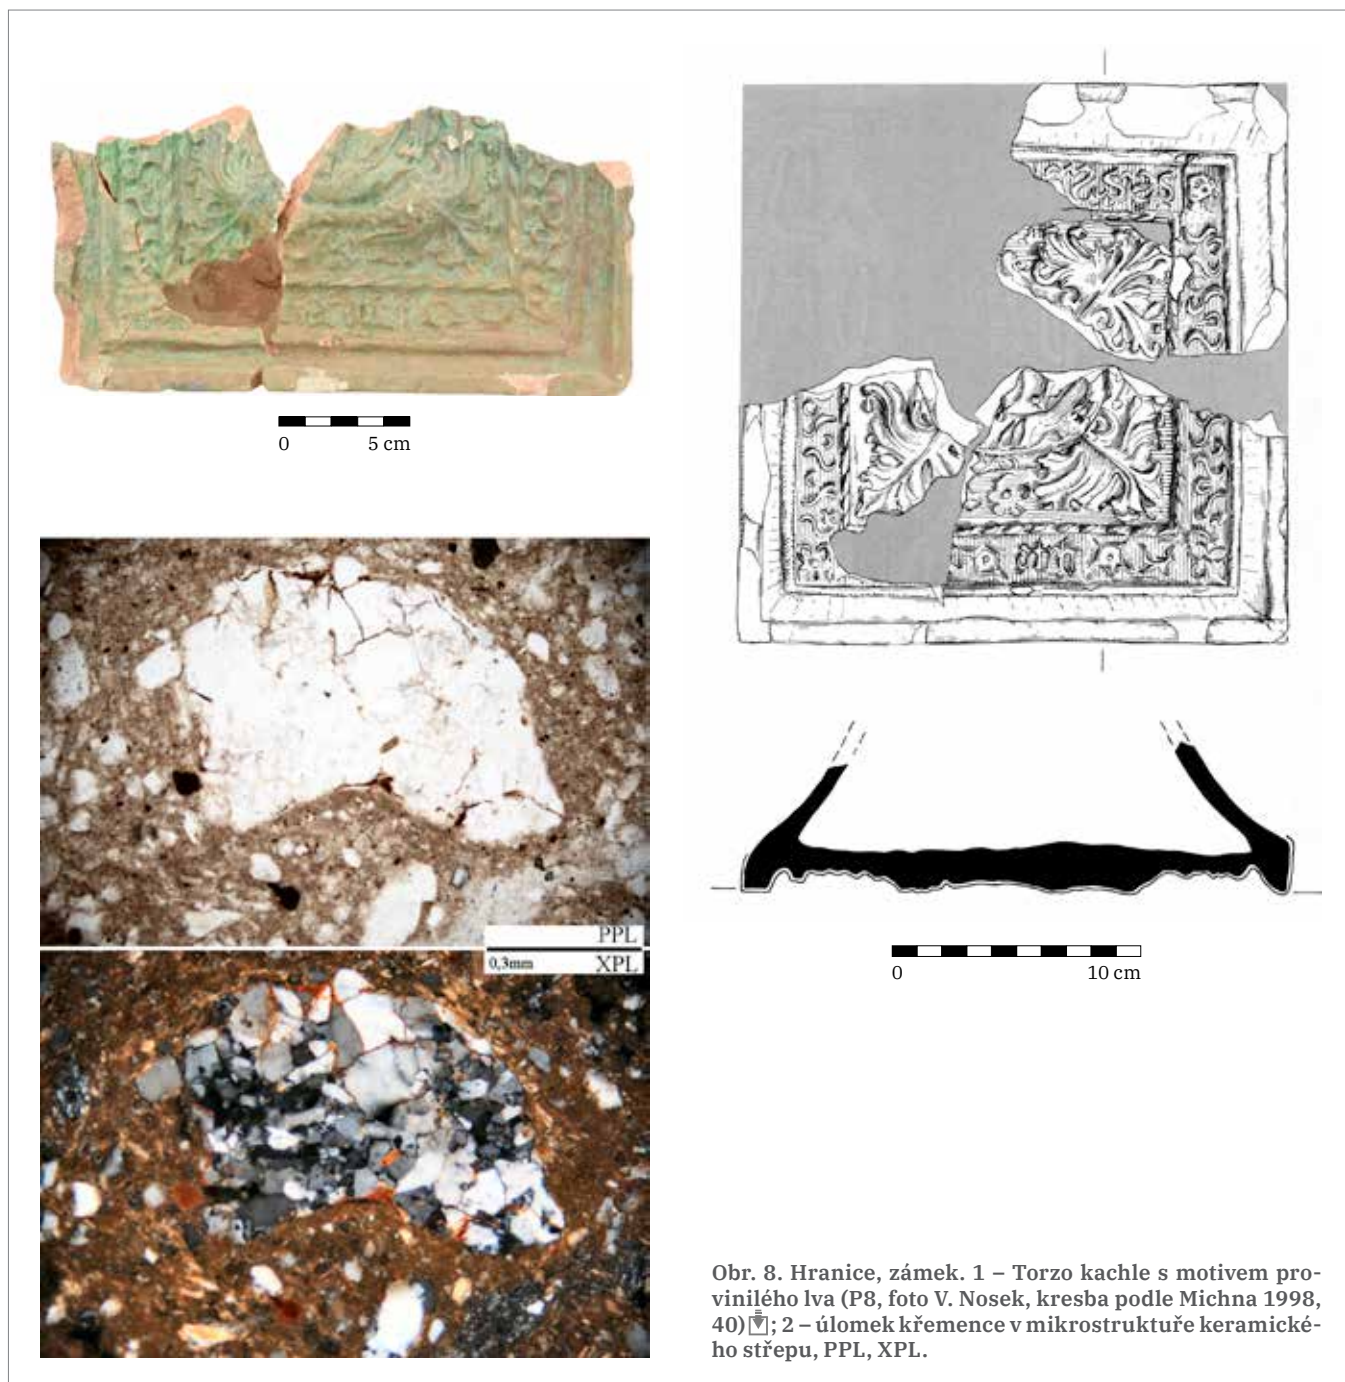 0 5 cm
PPL
0,3mm XPL
0 10 cm
Obr. 8. Hranice, zámek. 1 – Torzo kachle s motivem pro-
vinilého lva (P8, foto V. Nosek, kresba podle Michna 1998,
40); 2 – úlomek křemence v mikrostruktuře keramické-
ho střepu, PPL, XPL.